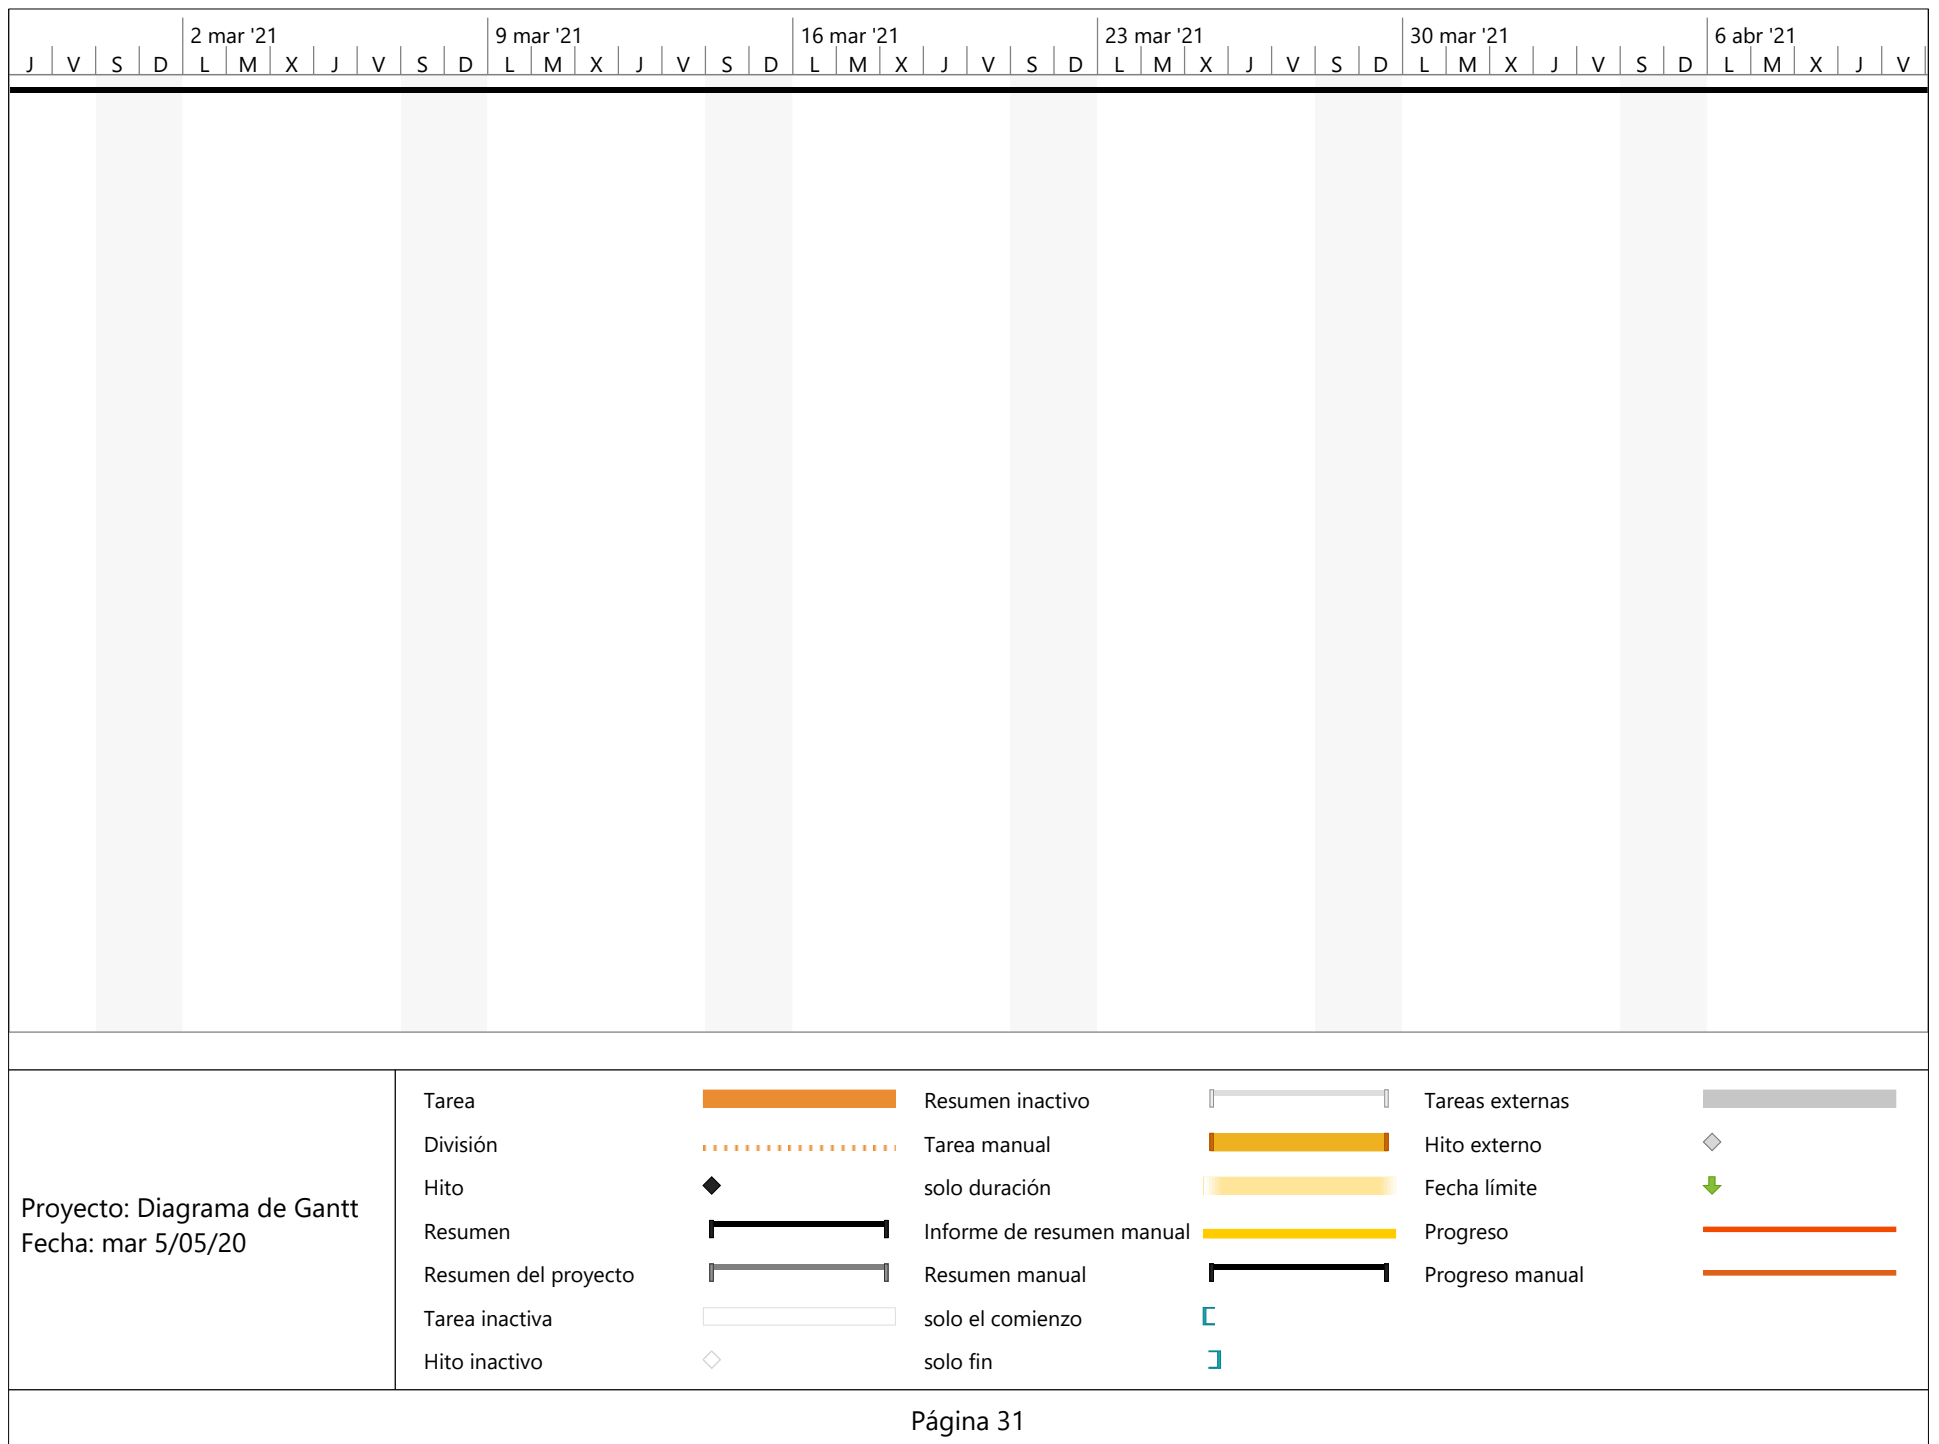 2 mar '21 9 mar '21 16 mar '21 23 mar '21 30 mar '21 6 abr '21
J V S D L M X J V S D L M X J V S D L M X J V S D L M X J V S D L M X J V S D L M X J V
Tarea Resumen inactivo Tareas externas
División Tarea manual Hito externo
Hito solo duración Fecha límite
Proyecto: Diagrama de Gantt
Fecha: mar 5/05/20
Resumen Informe de resumen manual Progreso
Resumen del proyecto Resumen manual Progreso manual
Tarea inactiva solo el comienzo
Hito inactivo solo fin
Página 31